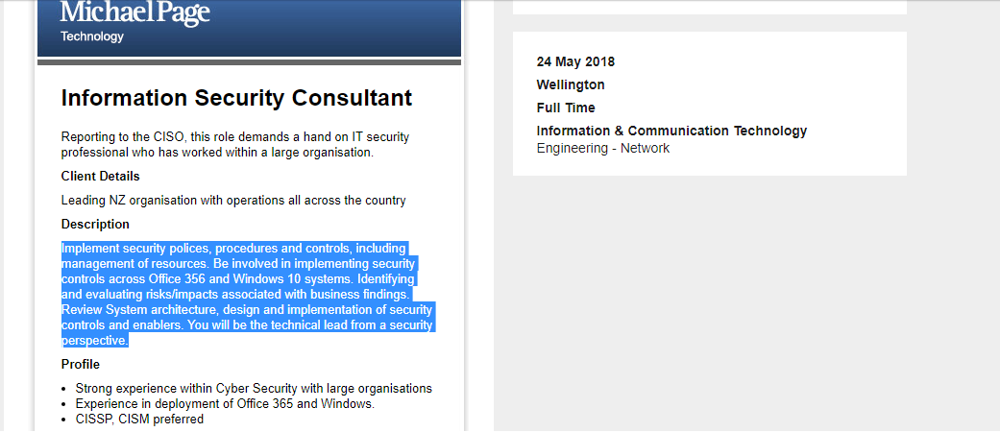 Michael Page
Technology
Information Security Consultant
Reporting to the CISO, this role demands a hand on IT security
professional who has worked within a large organisation.
Client Details
Leading NZ organisation with operations all across the country
Description
Implement security polices, procedures and controls, including
management of resources. Be involved in implementing security
controls across Office 356 and Windows 10 systems. Identifying
and evaluating risks/impacts associated with business findings.
Review System architecture, design and implementation of security
controls and enablers. You will be the technical lead from a security
perspective.
Profile
• Strong experience within Cyber Security with large organisations
• Experience in deployment of Office 365 and Windows.
• CISSP, CISM preferred
24 May 2018
Wellington
Full Time
Information & Communication Technology
Engineering - Network